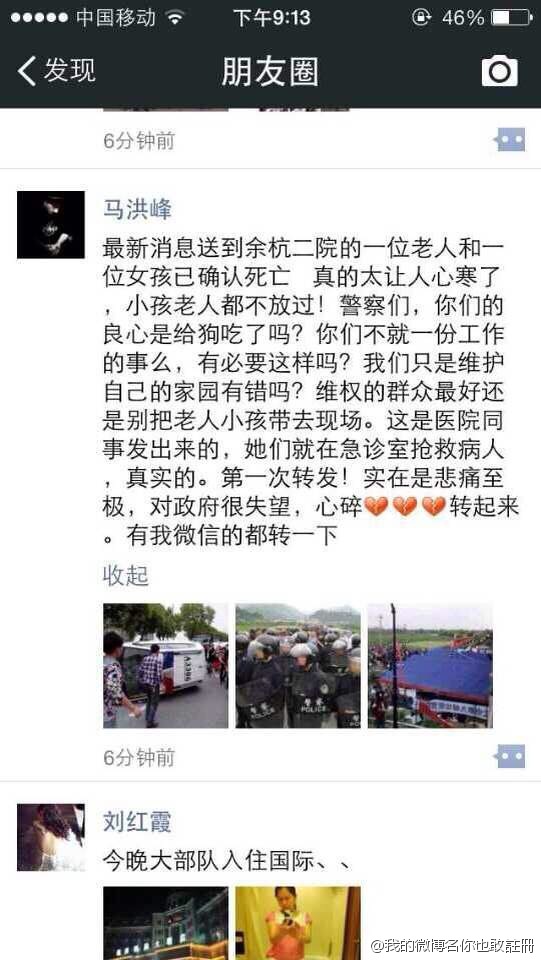 中国移动 下午9:13 46%
发现 朋友圈
6分钟前
马洪峰
最新消息送到余杭二院的一位老人和一
位女孩已确认死亡 真的太让人心寒了
，小孩老人都不放过！警察们，你们的
良心是给狗吃了吗？你们不就一份工作
的事么，有必要这样吗？我们只是维护
自己的家园有错吗？维权的群众最好还
是别把老人小孩带去现场。这是医院同
事发出来的，她们就在急诊室抢救病人
，真实的。第一次转发！实在是悲痛至
极，对政府很失望，心碎💔💔💔转起来
。有我微信的都转一下
收起
警察 POLICE
6分钟前
刘红霞
今晚大部队入住国际、、
@我的微博名你也敢註冊